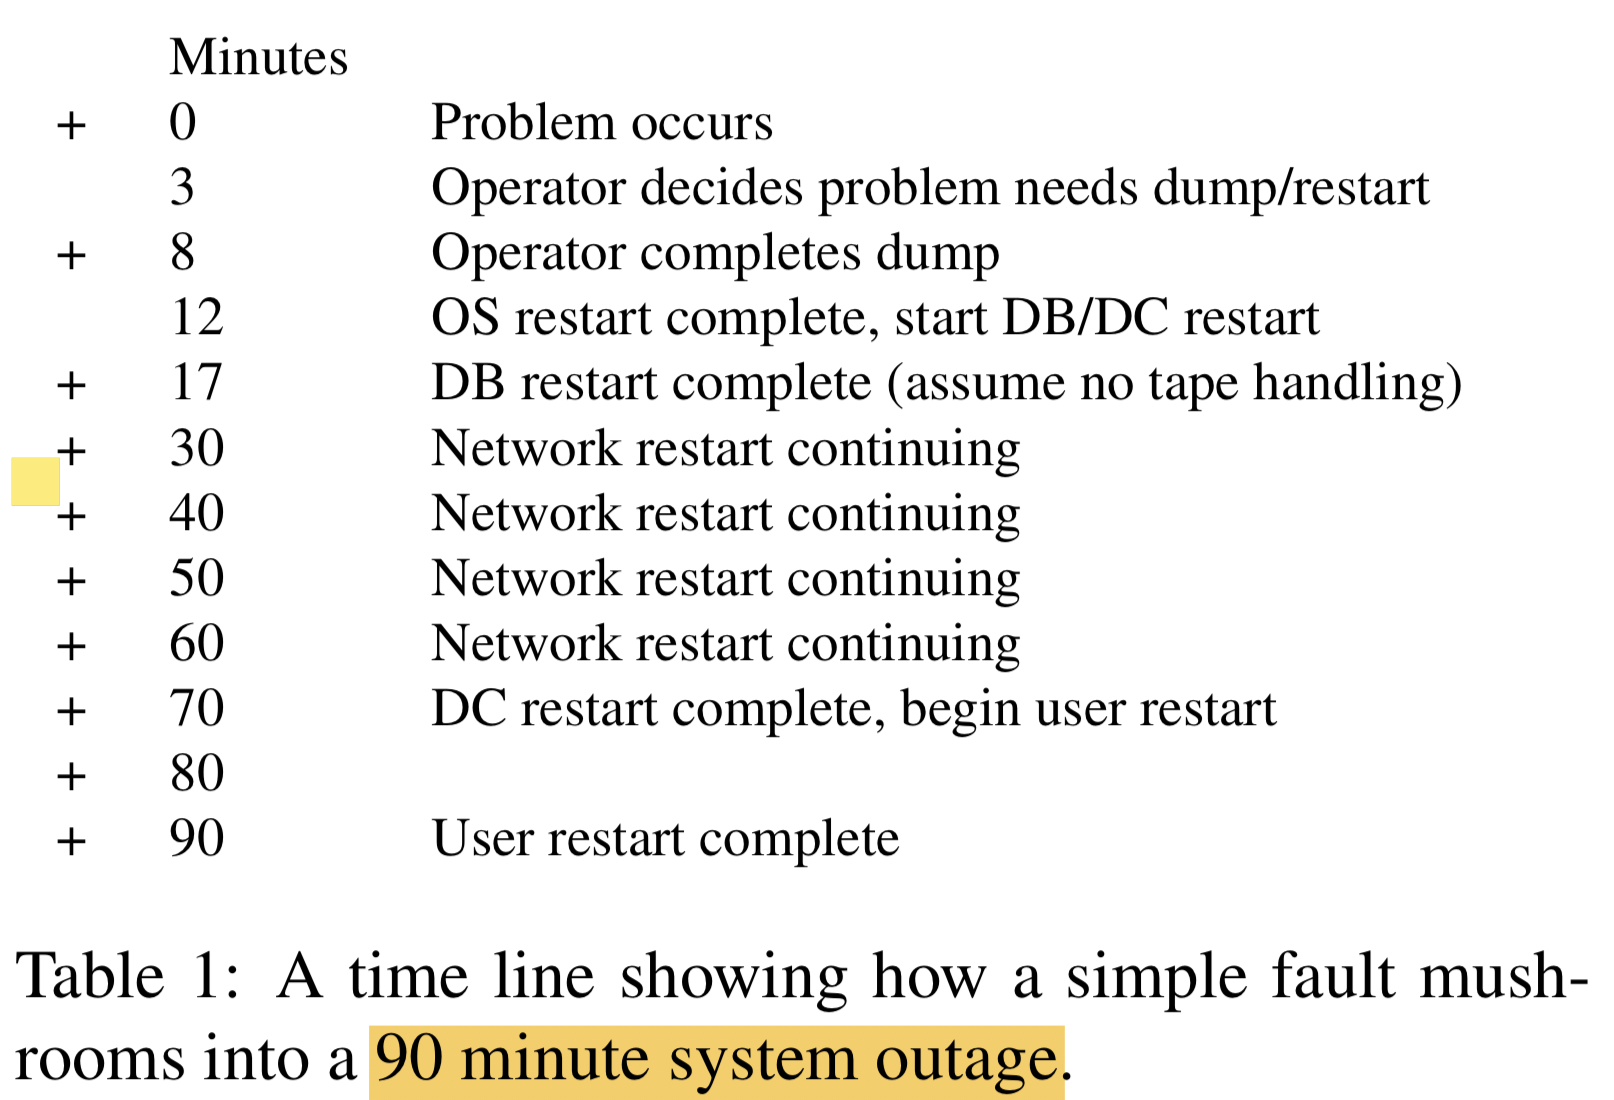 Minutes
+ 0 Problem occurs
3 Operator decides problem needs dump/restart
+ 8 Operator completes dump
12 OS restart complete, start DB/DC restart
+ 17 DB restart complete (assume no tape handling)
+ 30 Network restart continuing
+ 40 Network restart continuing
+ 50 Network restart continuing
+ 60 Network restart continuing
+ 70 DC restart complete, begin user restart
+ 80
+ 90 User restart complete
Table 1: A time line showing how a simple fault mush-
rooms into a 90 minute system outage.